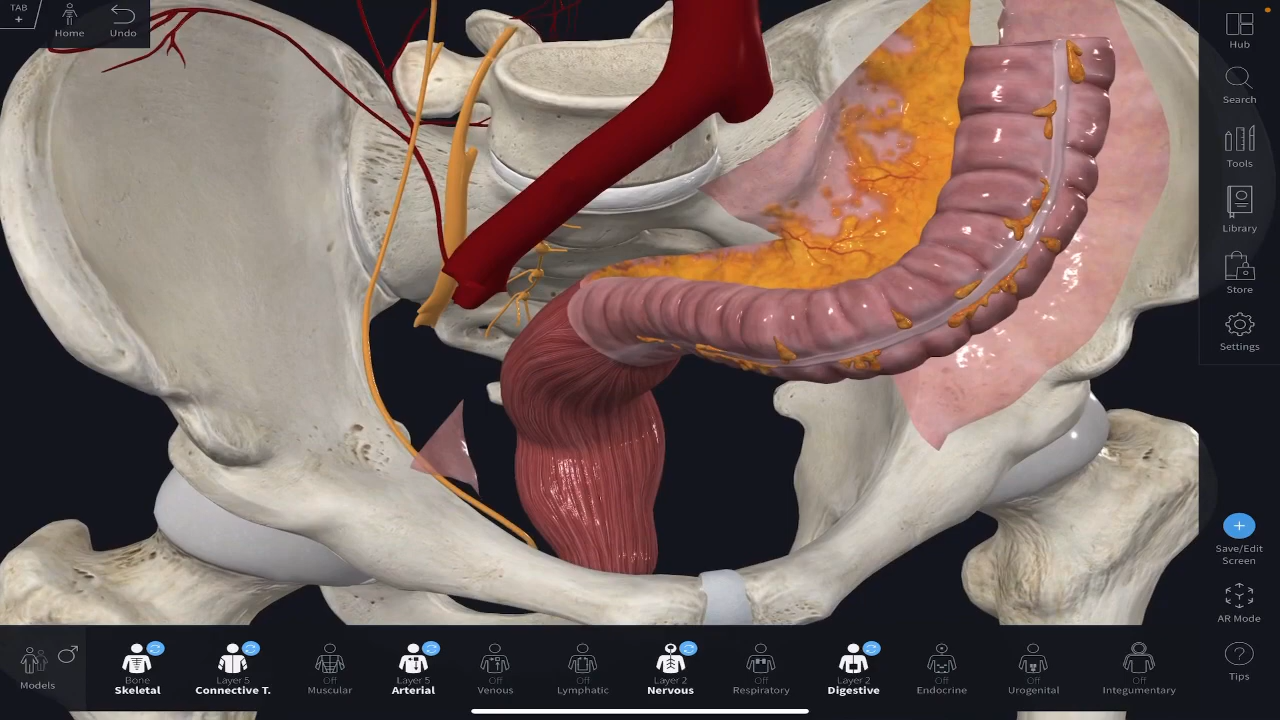 TAB
+
Home
Undo
Hub
Search
Tools
Library
Store
Settings
+
Save/Edit
Screen
AR Mode
Tips
Models
Bone
Skeletal
Layer 5
Connective T.
Off
Muscular
Layer 5
Arterial
Off
Venous
Off
Lymphatic
Layer 2
Nervous
Off
Respiratory
Layer 2
Digestive
Off
Endocrine
Off
Urogenital
Off
Integumentary